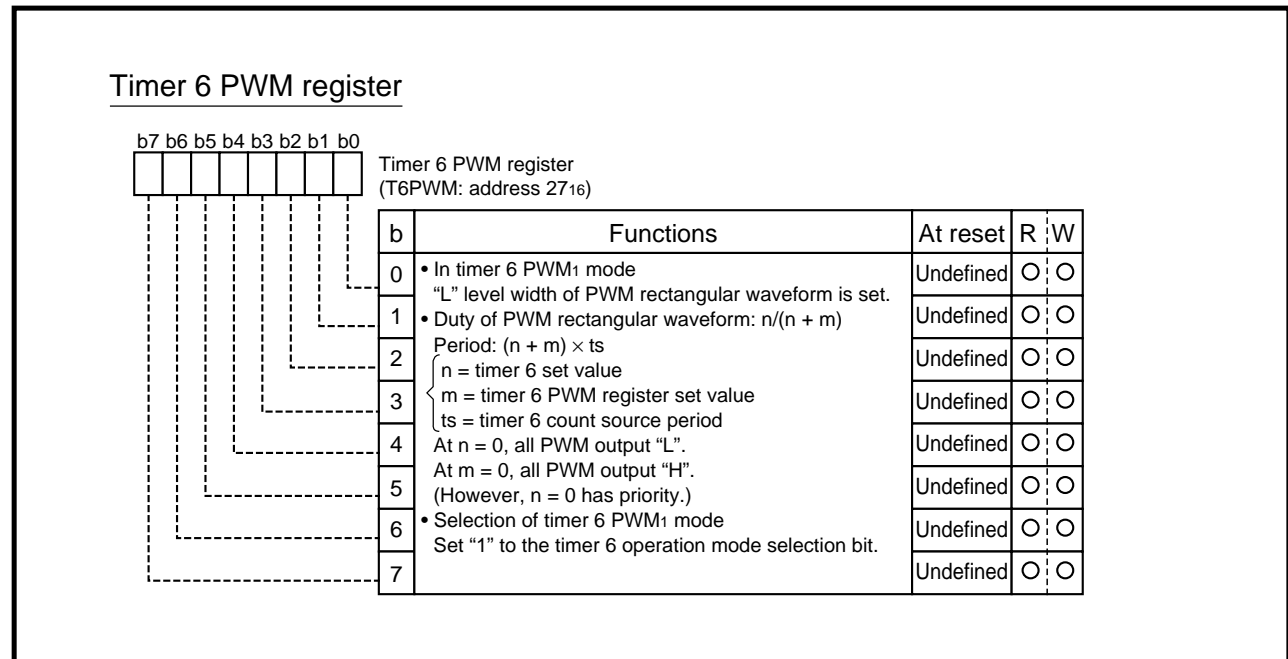 Timer 6 PWM register
b7 b6 b5 b4 b3 b2 b1 b0
Timer 6 PWM register
(T6PWM: address 2716)
b Functions At reset R W
0 • In timer 6 PWM1 mode Undefined O O
“L” level width of PWM rectangular waveform is set.
1 • Duty of PWM rectangular waveform: n/(n + m) Undefined O O
Period: (n + m) × ts
2 n = timer 6 set value Undefined O O
3 m = timer 6 PWM register set value Undefined O O
ts = timer 6 count source period
4 At n = 0, all PWM output “L”. Undefined O O
At m = 0, all PWM output “H”.
5 (However, n = 0 has priority.) Undefined O O
6 • Selection of timer 6 PWM1 mode Undefined O O
Set “1” to the timer 6 operation mode selection bit.
7 Undefined O O